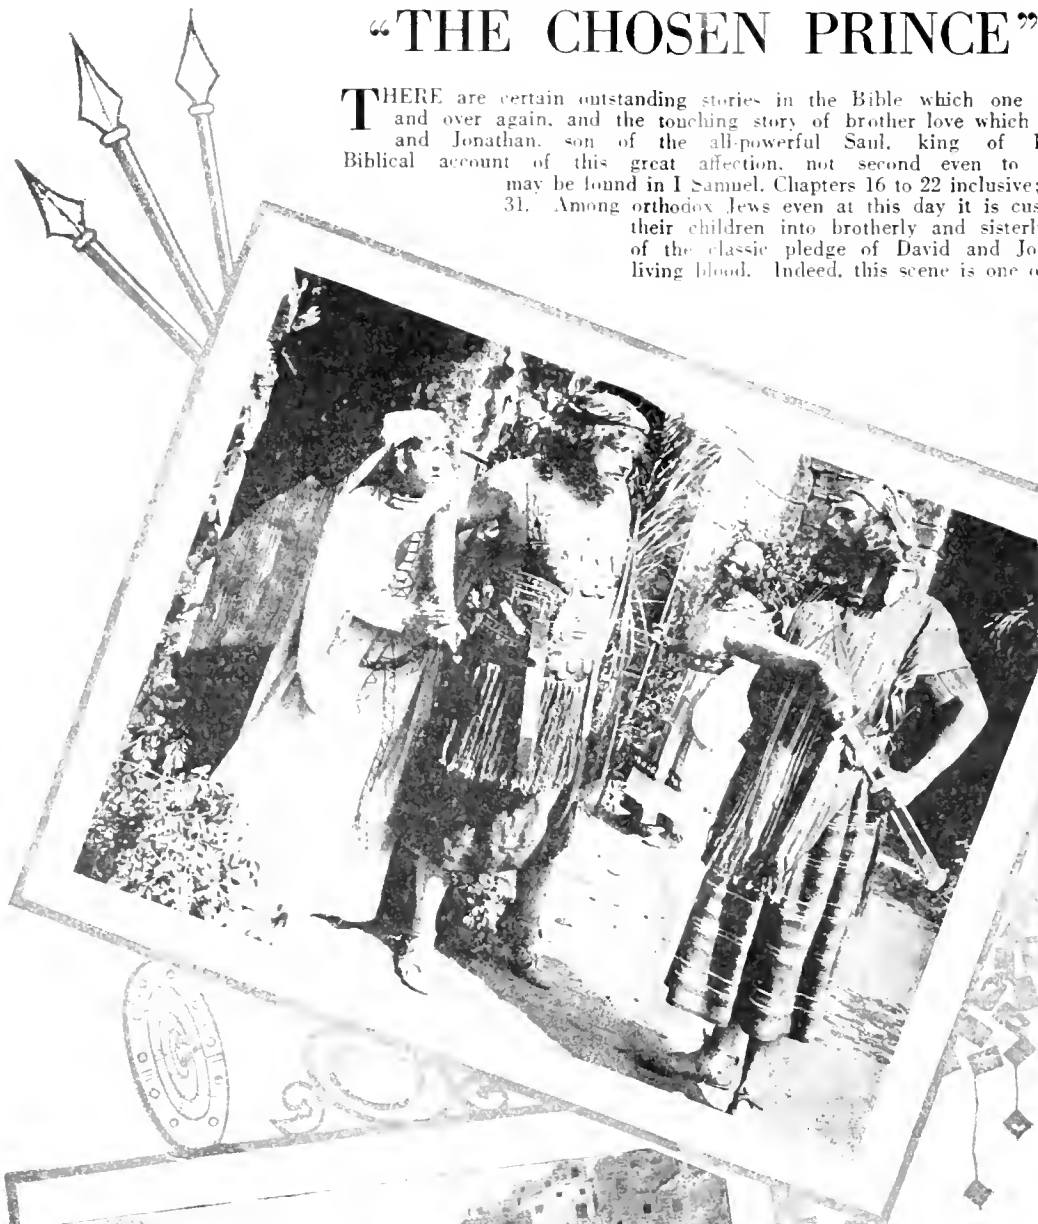 “THE CHOSEN PRINCE”
THERE are certain outstanding stories in the Bible which one
and over again, and the touching story of brother love which
and Jonathan, son of the all-powerful Saul, king of
Biblical account of this great affection, not second even to
may be found in I Samuel, Chapters 16 to 22 inclusive;
31. Among orthodox Jews even at this day it is
their children into brotherly and
of the classic pledge of David and
living blood. Indeed, this scene is one